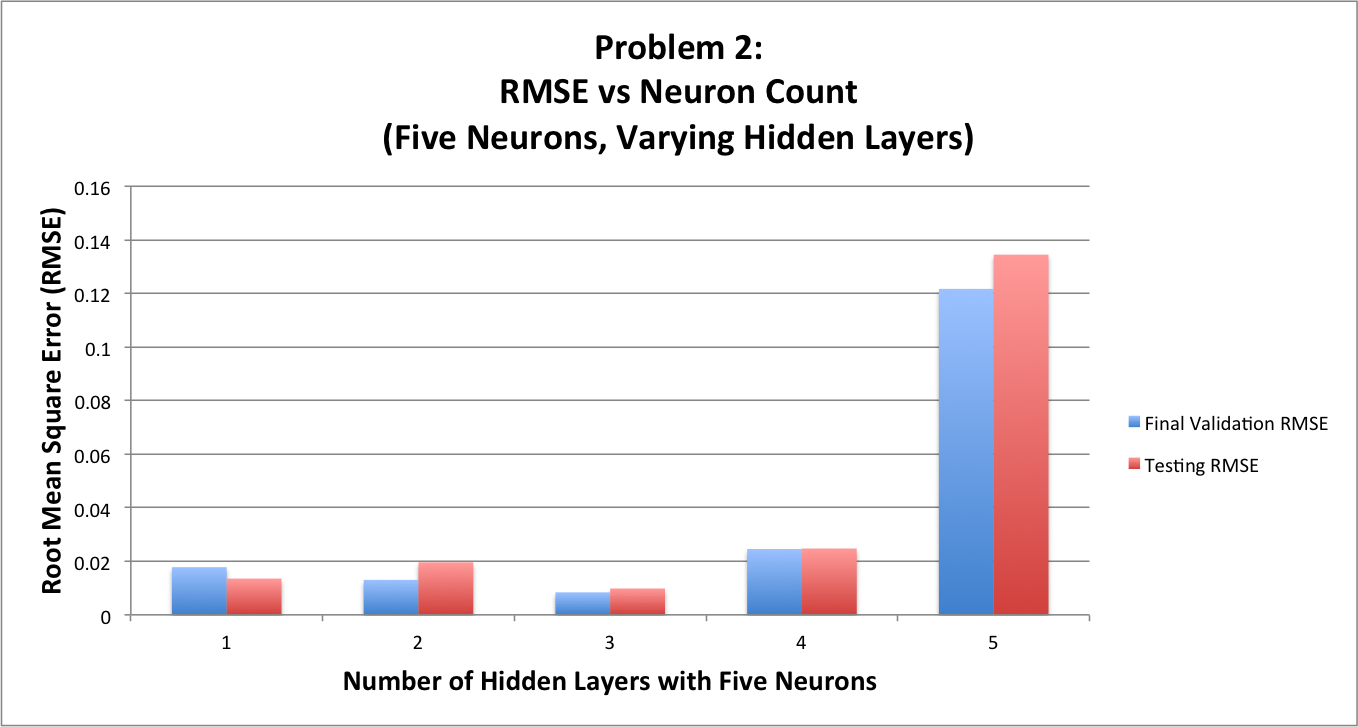 Problem 2:
RMSE vs Neuron Count
(Five Neurons, Varying Hidden Layers)
Root Mean Square Error (RMSE)
0.16
0.14
0.12
0.1
0.08
0.06
0.04
0.02
0
1 2 3 4 5
Number of Hidden Layers with Five Neurons
Final Validation RMSE
Testing RMSE